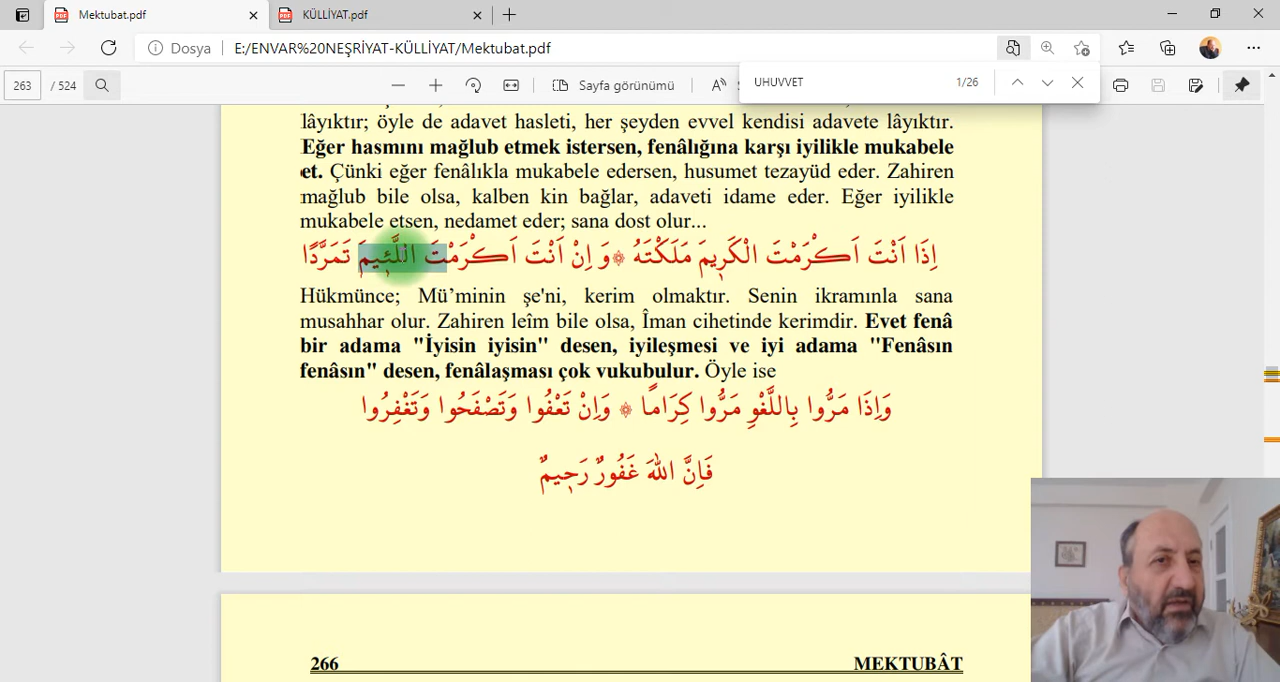 Mektubat.pdf
KÜLLİYAT.pdf
Dosya
E:/ENVAR%20NEŞRİYAT-KÜLLİYAT/Mektubat.pdf
263 / 524
Sayfa görünümü
UHUVVET 1/26
lâyıktır; öyle de adavet hasleti, her şeyden evvel kendisi adavete lâyıktır.
Eğer hasmını mağlub etmek istersen, fenâlığına karşı iyilikle mukabele
et. Çünki eğer fenâlıkla mukabele edersen, husumet tezayüd eder. Zahiren
mağlub bile olsa, kalben kin bağlar, adaveti idame eder. Eğer iyilikle
mukabele etsen, nedamet eder; sana dost olur...
اِذَا اَنْتَ اَكْرَمْتَ الْكَرِيمَ مَلَكْتَهُ ۞ وَ اِنْ اَنْتَ اَكْرَمْتَ اللَّئِيمَ تَمَرَّدًا
Hükmünce; Mü’minin şe'ni, kerim olmaktır. Senin ikramınla sana
musahhar olur. Zahiren leîm bile olsa, Îman cihetinde kerimdir. Evet fenâ
bir adama "İyisin iyisin" desen, iyileşmesi ve iyi adama "Fenâsın
fenâsın" desen, fenâlaşması çok vukubulur. Öyle ise
وَاِذَا مَرُّوا بِاللَّغْوِ مَرُّوا كِرَامًا ۞ وَاِنْ تَعْفُوا وَتَصْفَحُوا وَتَغْفِرُوا
فَاِنَّ اللهَ غَفُورٌ رَحِيمٌ
266 MEKTUBÂT